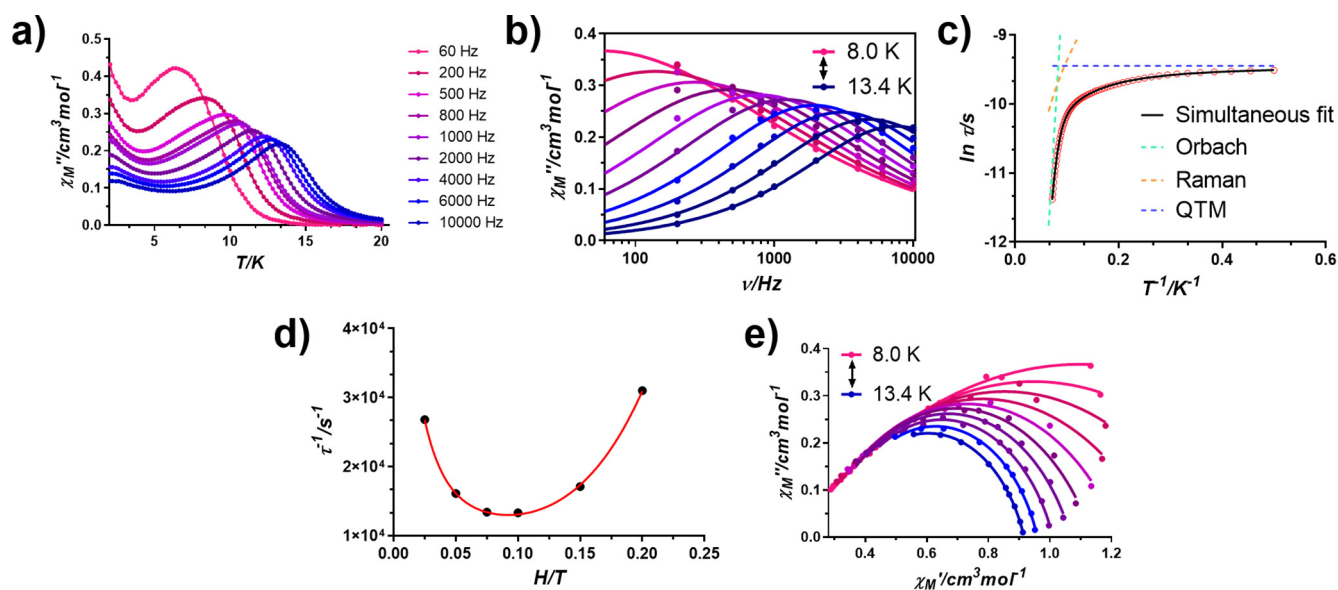 a)
χM''/cm³mol⁻¹
0.5
0.4
0.3
0.2
0.1
0.0
5
10
15
20
T/K
60 Hz
200 Hz
500 Hz
800 Hz
1000 Hz
2000 Hz
4000 Hz
6000 Hz
10000 Hz
b)
χM''/cm³mol⁻¹
0.4
0.3
0.2
0.1
0.0
100
1000
10000
ν/Hz
8.0 K
13.4 K
c)
ln τ/s
-9
-10
-11
-12
0.0
0.2
0.4
0.6
T⁻¹/K⁻¹
Simultaneous fit
Orbach
Raman
QTM
d)
τ⁻¹/s⁻¹
4×10⁴
3×10⁴
2×10⁴
1×10⁴
0.00
0.05
0.10
0.15
0.20
0.25
H/T
e)
χM''/cm³mol⁻¹
0.4
0.3
0.2
0.1
0.0
0.4
0.6
0.8
1.0
1.2
χM'/cm³mol⁻¹
8.0 K
13.4 K